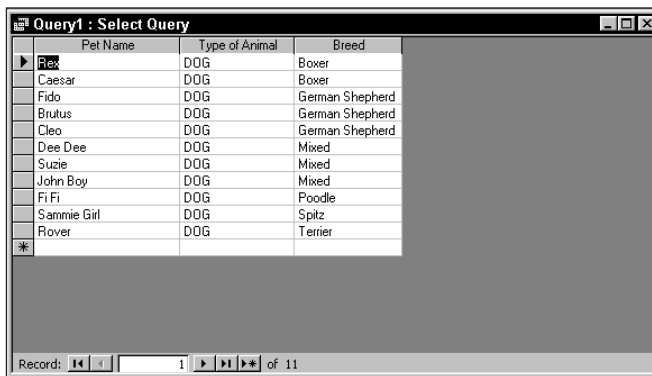 Query1 : Select Query
Pet Name Type of Animal Breed
Rex DOG Boxer
Caesar DOG Boxer
Fido DOG German Shepherd
Brutus DOG German Shepherd
Cleo DOG German Shepherd
Dee Dee DOG Mixed
Suzie DOG Mixed
John Boy DOG Mixed
Fi Fi DOG Poodle
Sammie Girl DOG Spitz
Rover DOG Terrier
Record: 1 of 11